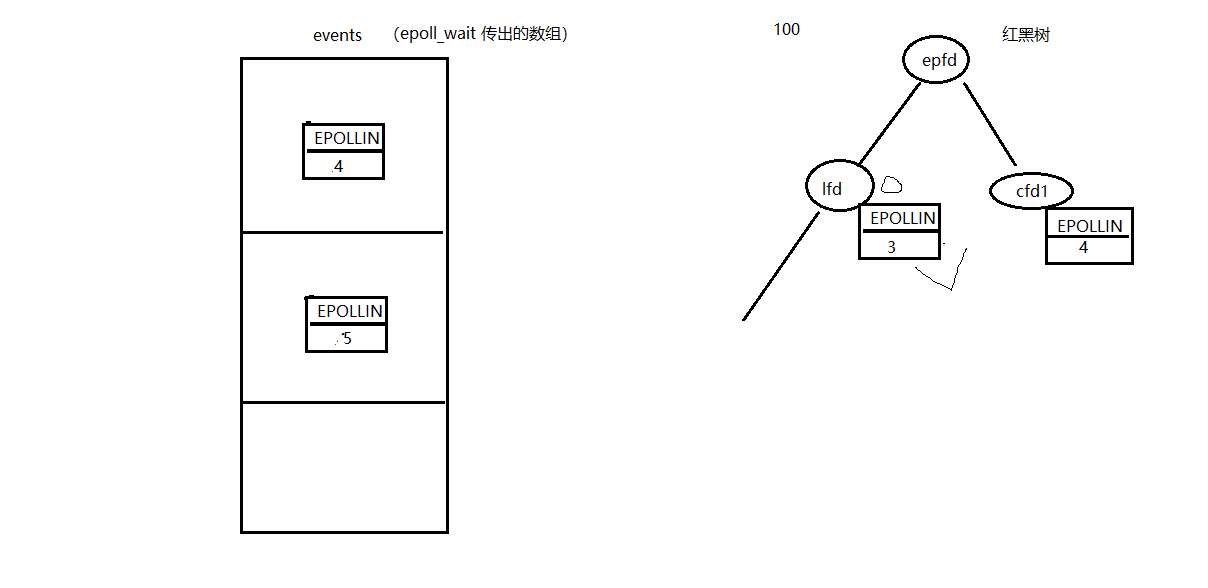 events （epoll_wait 传出的数组）
EPOLLIN
4
EPOLLIN
5
100
红黑树
epfd
lfd
EPOLLIN
3
cfd1
EPOLLIN
4